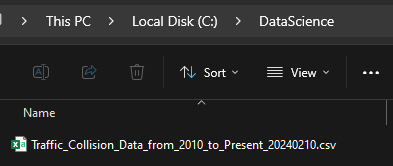 This PC > Local Disk (C:) > DataScience >
Sort View ...
Name
Traffic_Collision_Data_from_2010_to_Present_20240210.csv